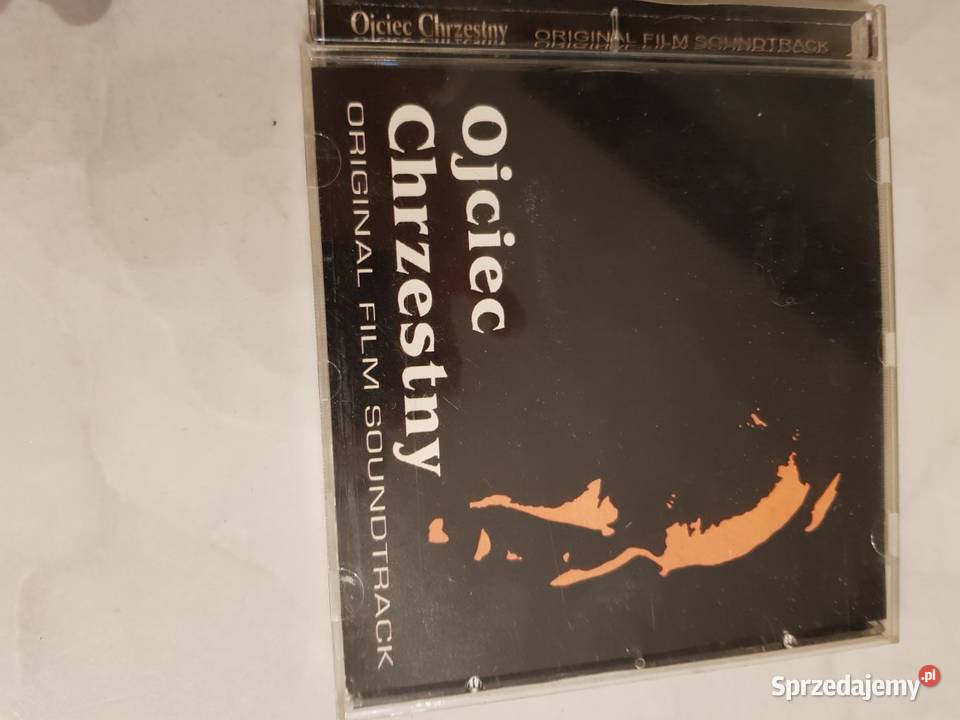 Ojciec Chrzestny ORIGINAL FILM SOUNDTRACK
Ojciec
Chrzestny
ORIGINAL FILM SOUNDTRACK
Sprzedajemy.pl